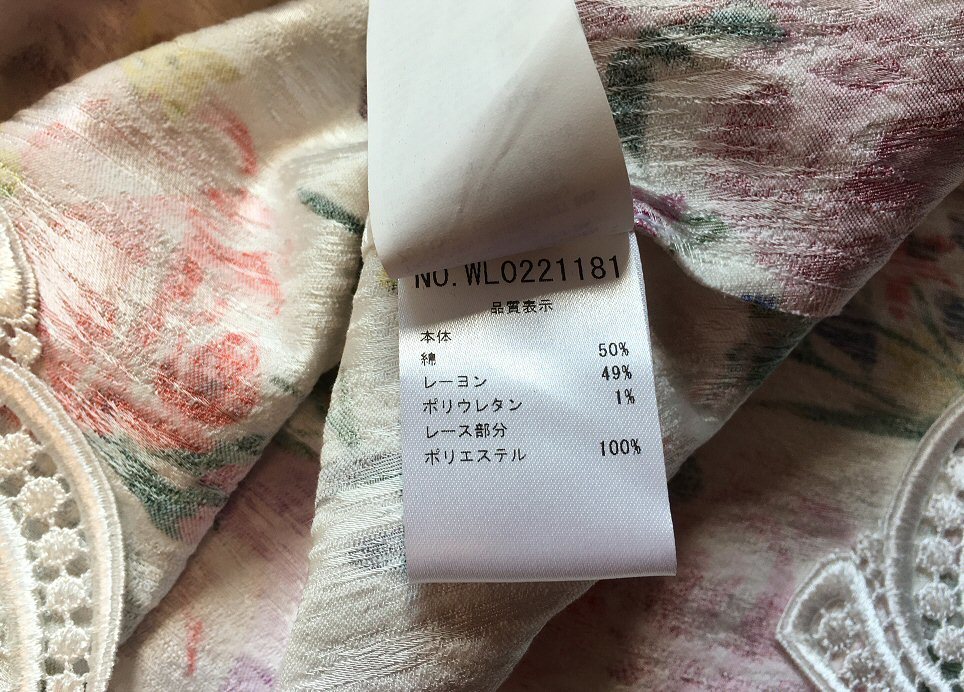 NO.WL0221181
品質表示
本体
綿 50%
レーヨン 49%
ポリウレタン 1%
レース部分
ポリエステル 100%